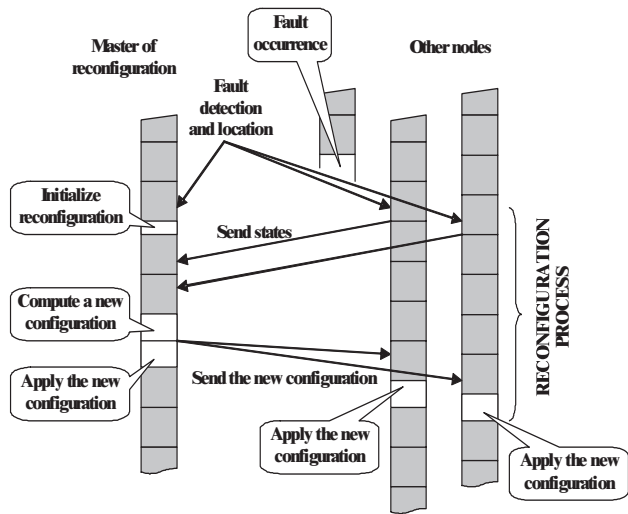 Fault
occurrence
Master of
reconfiguration
Other nodes
Fault
detection
and location
Initialize
reconfiguration
Send states
Compute a new
configuration
Apply the new
configuration
Send the new configuration
Apply the new
configuration
Apply the new
configuration
RECONFIGURATION
PROCESS